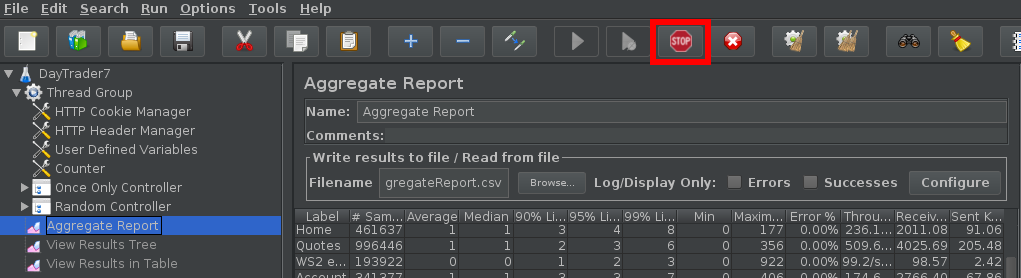 File Edit Search Run Options Tools Help
STOP
DayTrader7
Thread Group
HTTP Cookie Manager
HTTP Header Manager
User Defined Variables
Counter
Once Only Controller
Random Controller
Aggregate Report
View Results Tree
View Results in Table
Aggregate Report
Name: Aggregate Report
Comments:
Write results to file / Read from file
Filename gregateReport.csv Browse... Log/Display Only: Errors Successes Configure
Label # Sam... Average Median 90% Li... 95% Li... 99% Li... Min Maxim... Error % Throu... Receiv... Sent K...
Home 461637 1 1 3 4 8 0 177 0.00% 236.1... 2011.08 91.06
Quotes 996446 1 1 2 3 6 0 356 0.00% 509.6... 4025.69 205.48
WS2 e... 193922 0 0 1 2 3 0 922 0.00% 99.2/s... 98.57 2.42
Account 341377 1 1 3 3 7 0 406 0.00% 174.6 2766.40 67.86